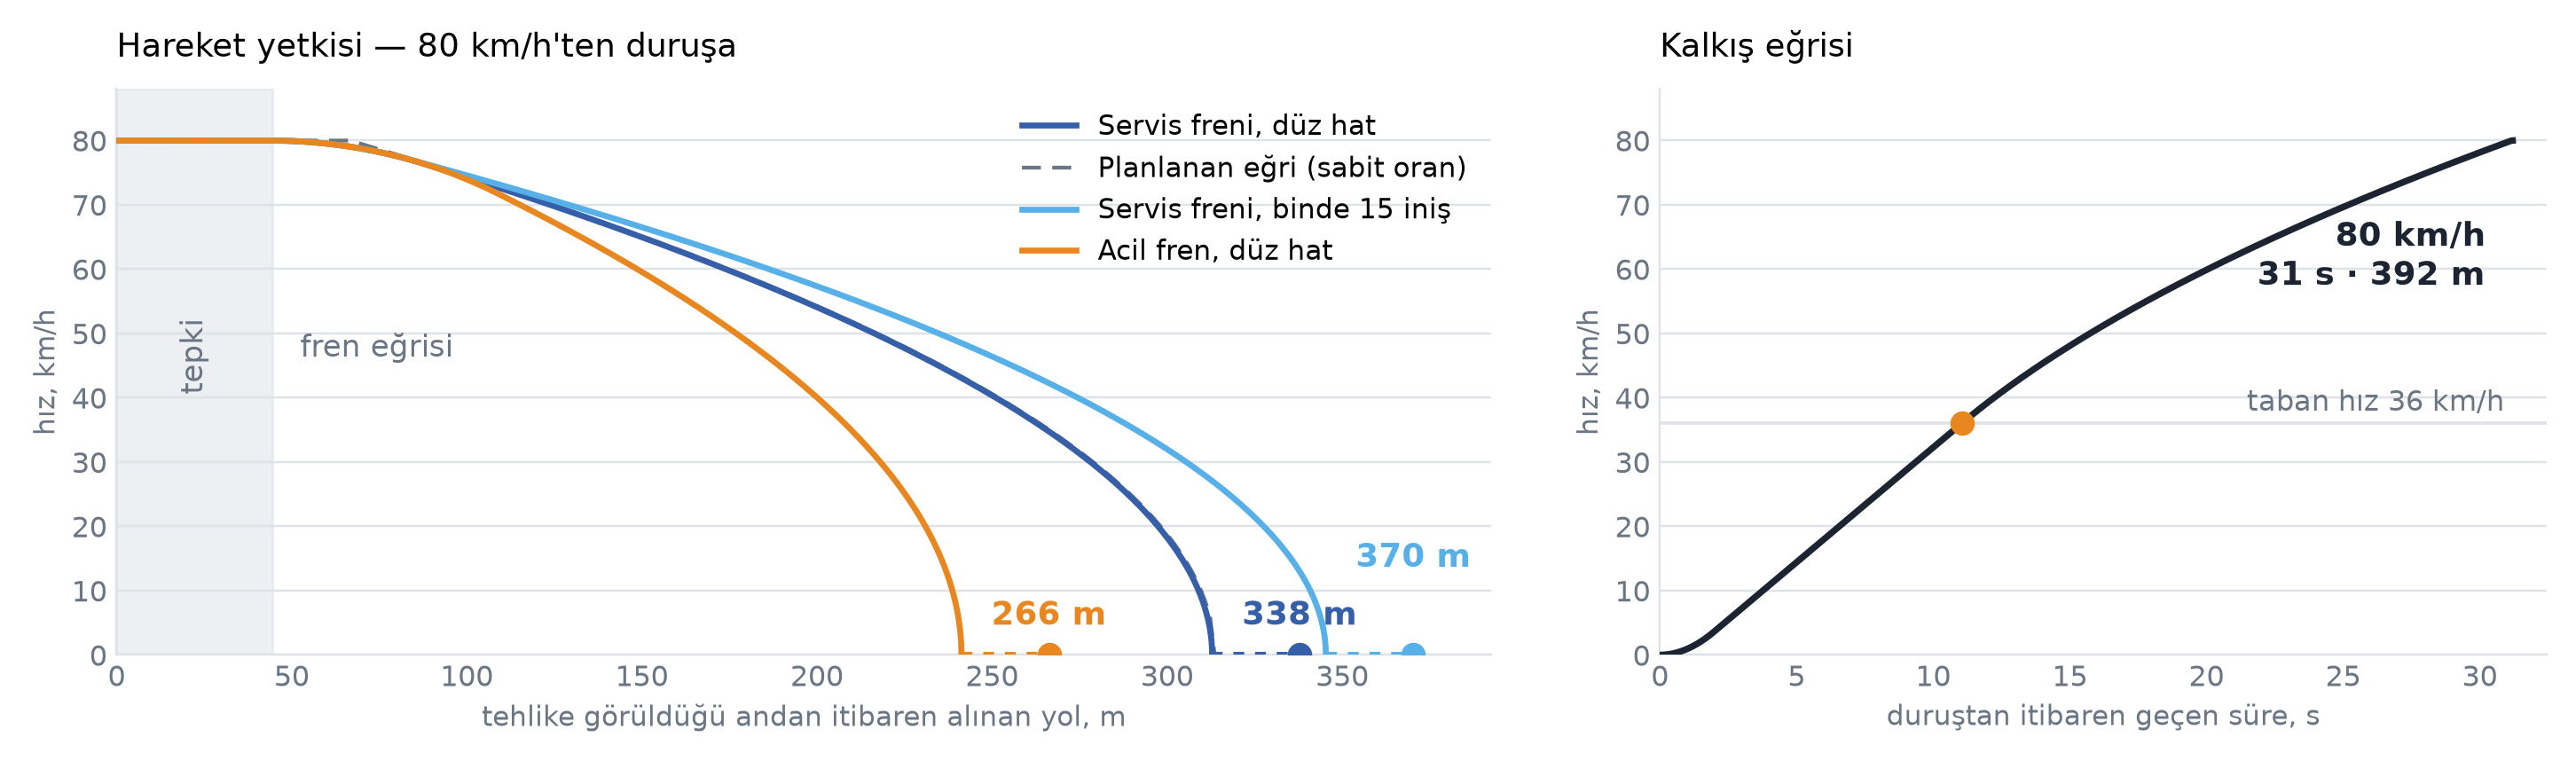 Hareket yetkisi — 80 km/h'ten duruşa
hız, km/h
80
70
60
50
40
30
20
10
0
tepki
fren eğrisi
Servis freni, düz hat
Planlanan eğri (sabit oran)
Servis freni, binde 15 iniş
Acil fren, düz hat
266 m
338 m
370 m
0 50 100 150 200 250 300 350
tehlike görüldüğü andan itibaren alınan yol, m
Kalkış eğrisi
hız, km/h
80
70
60
50
40
30
20
10
0
80 km/h
31 s · 392 m
taban hız 36 km/h
0 5 10 15 20 25 30
duruştan itibaren geçen süre, s